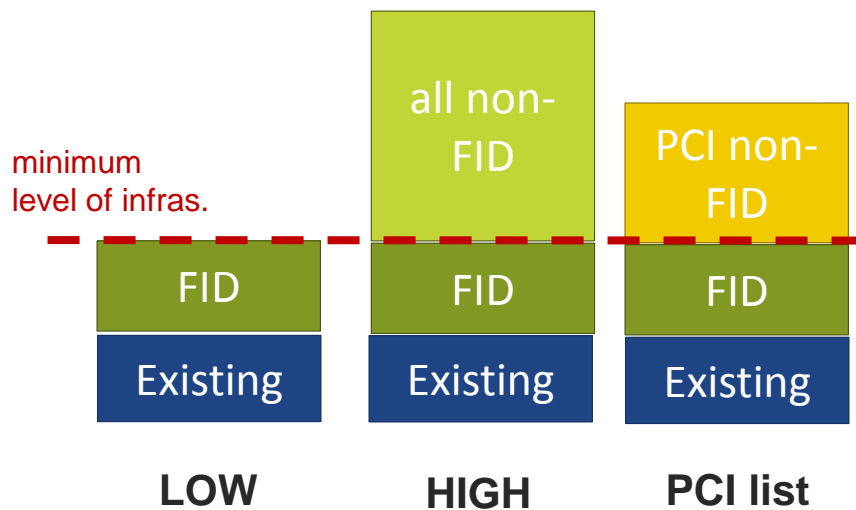 all non-
FID
PCI non-
FID
minimum
level of infras.
FID
FID
FID
Existing
Existing
Existing
LOW
HIGH
PCI list